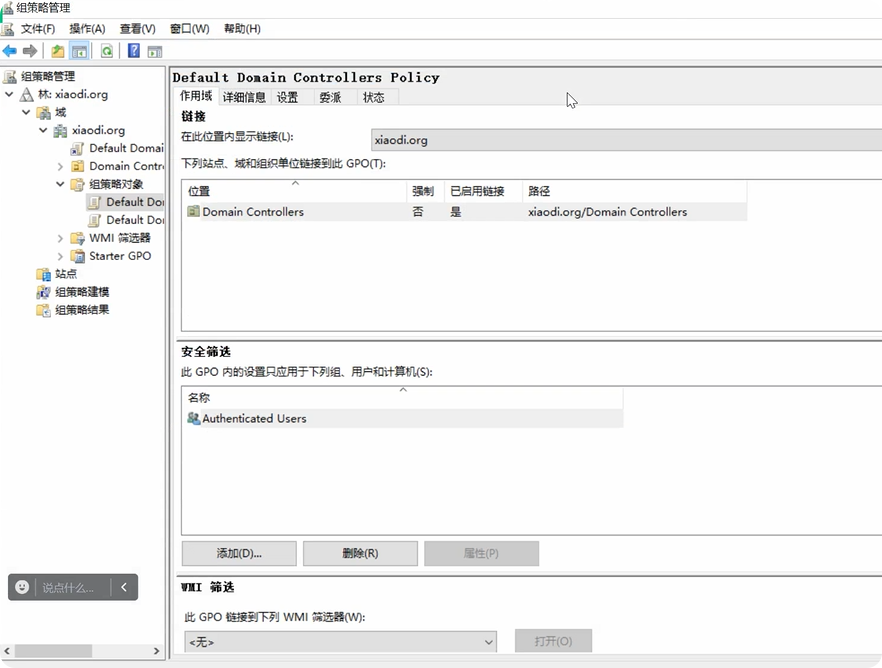 组策略管理
文件(F) 操作(A) 查看(V) 窗口(W) 帮助(H)
组策略管理
林: xiaodi.org
域
xiaodi.org
Default Domai
Domain Contr
组策略对象
Default Do
Default Do
WMI 筛选器
Starter GPO
站点
组策略建模
组策略结果
说点什么...
Default Domain Controllers Policy
作用域 详细信息 设置 委派 状态
链接
在此位置内显示链接(L): xiaodi.org
下列站点、域和组织单位链接到此 GPO(T):
位置 强制 已启用链接 路径
Domain Controllers 否 是 xiaodi.org/Domain Controllers
安全筛选
此 GPO 内的设置只应用于下列组、用户和计算机(S):
名称
Authenticated Users
添加(D)... 删除(R) 属性(P)
WMI 筛选
此 GPO 链接到下列 WMI 筛选器(W):
<无> 打开(O)